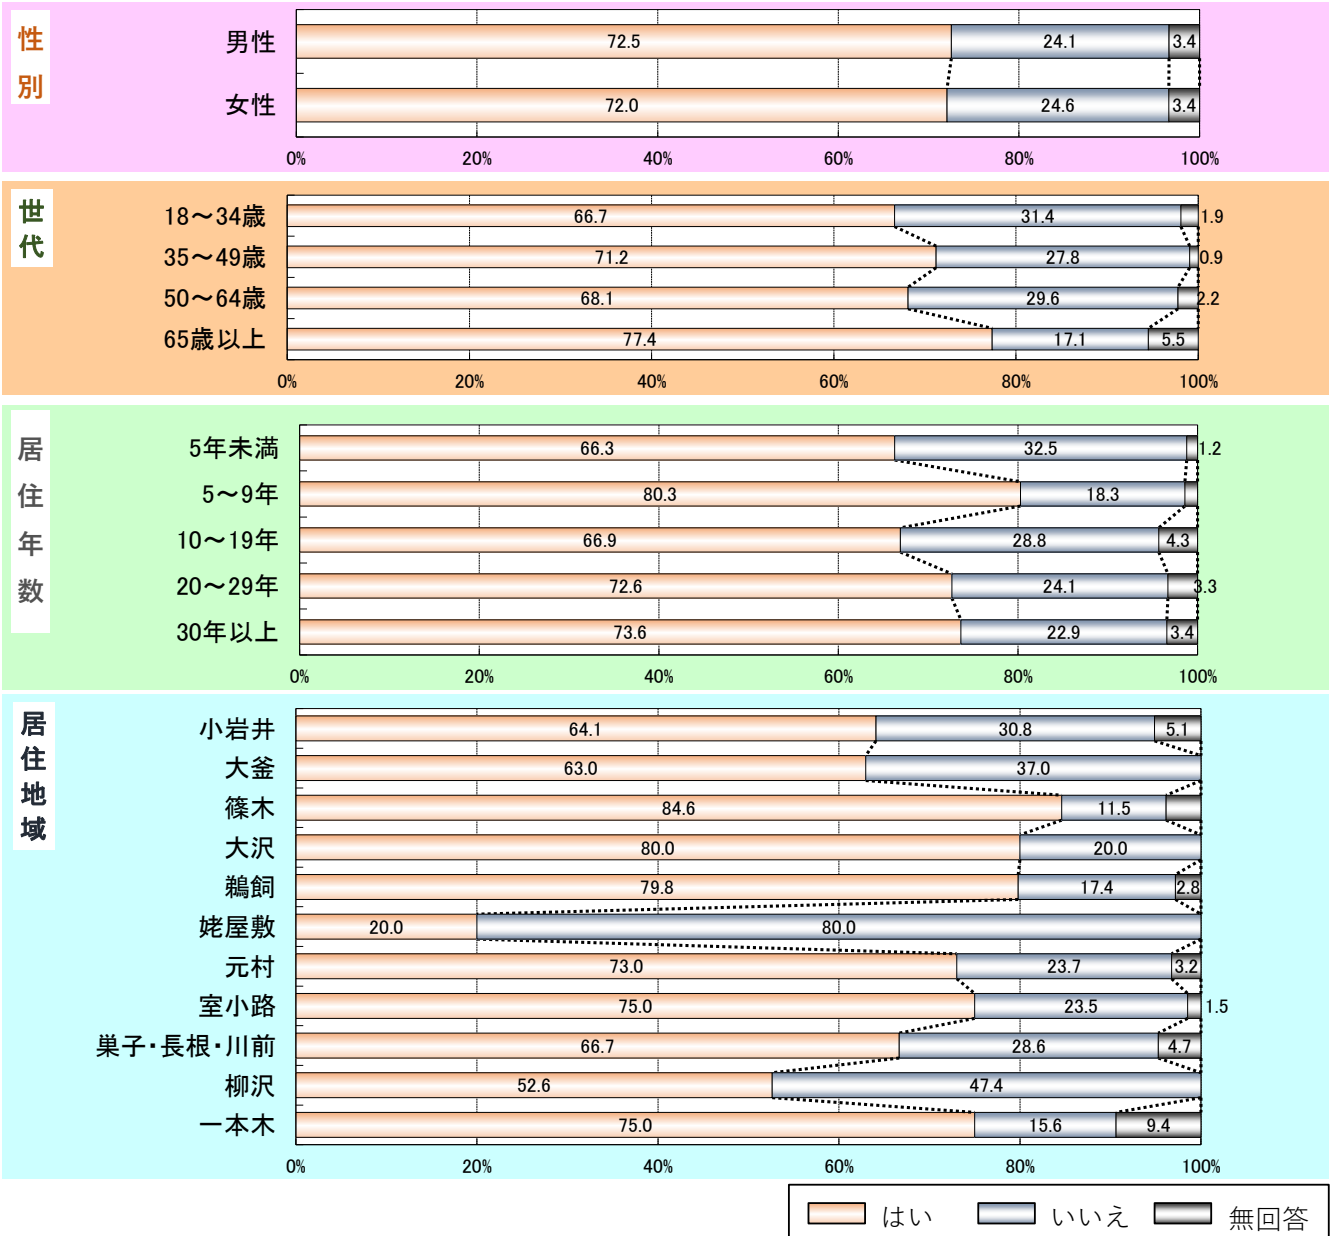 性別
男性 72.5 24.1 3.4
女性 72.0 24.6 3.4
0% 20% 40% 60% 80% 100%
世代
18～34歳 66.7 31.4 1.9
35～49歳 71.2 27.8 0.9
50～64歳 68.1 29.6 2.2
65歳以上 77.4 17.1 5.5
0% 20% 40% 60% 80% 100%
居住年数
5年未満 66.3 32.5 1.2
5～9年 80.3 18.3
10～19年 66.9 28.8 4.3
20～29年 72.6 24.1 3.3
30年以上 73.6 22.9 3.4
0% 20% 40% 60% 80% 100%
居住地域
小岩井 64.1 30.8 5.1
大釜 63.0 37.0
篠木 84.6 11.5
大沢 80.0 20.0
鵜飼 79.8 17.4 2.8
姥屋敷 20.0 80.0
元村 73.0 23.7 3.2
室小路 75.0 23.5 1.5
巣子・長根・川前 66.7 28.6 4.7
柳沢 52.6 47.4
一本木 75.0 15.6 9.4
0% 20% 40% 60% 80% 100%
はい いいえ 無回答